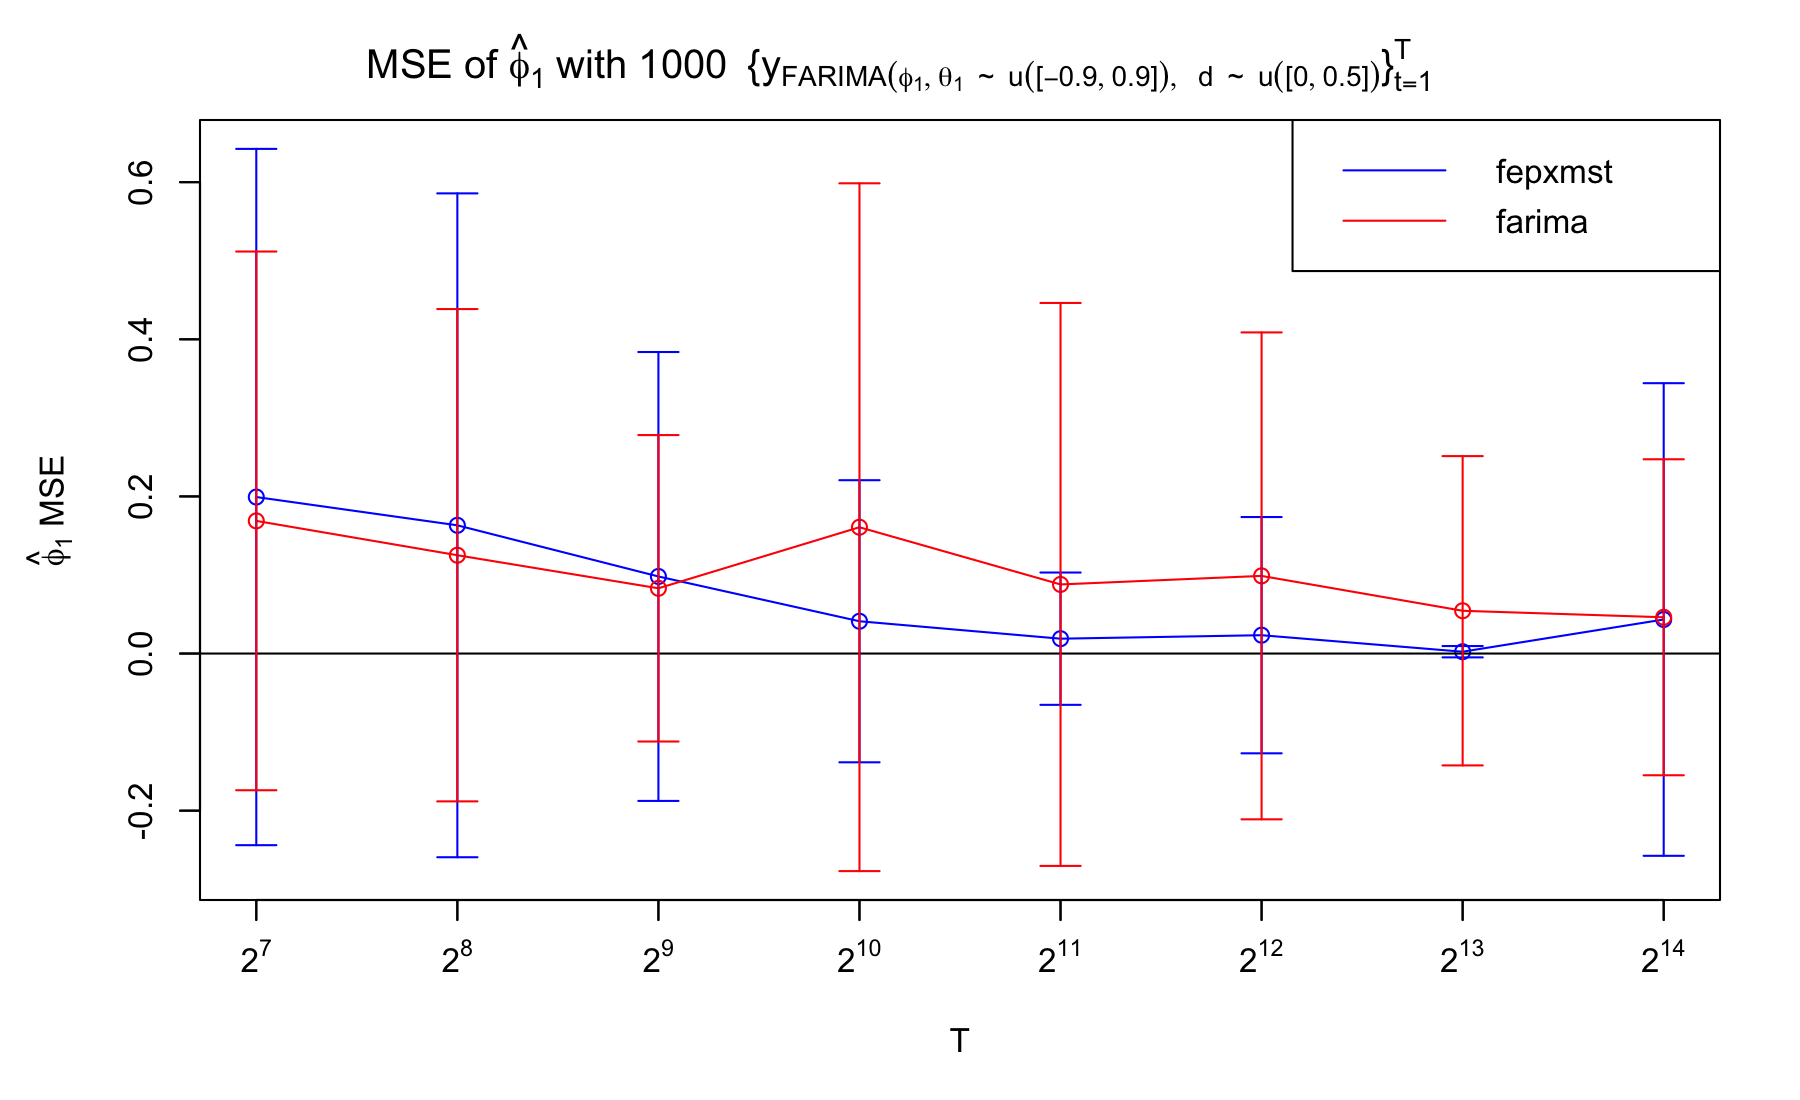 MSE of ϕ̂₁ with 1000 {y_FARIMA(ϕ₁, θ₁ ~ u([−0.9, 0.9]), d ~ u([0, 0.5]))}ᵀ_t=1
fepxmst
farima
ϕ̂₁ MSE
0.6
0.4
0.2
0.0
-0.2
2⁷ 2⁸ 2⁹ 2¹⁰ 2¹¹ 2¹² 2¹³ 2¹⁴
T